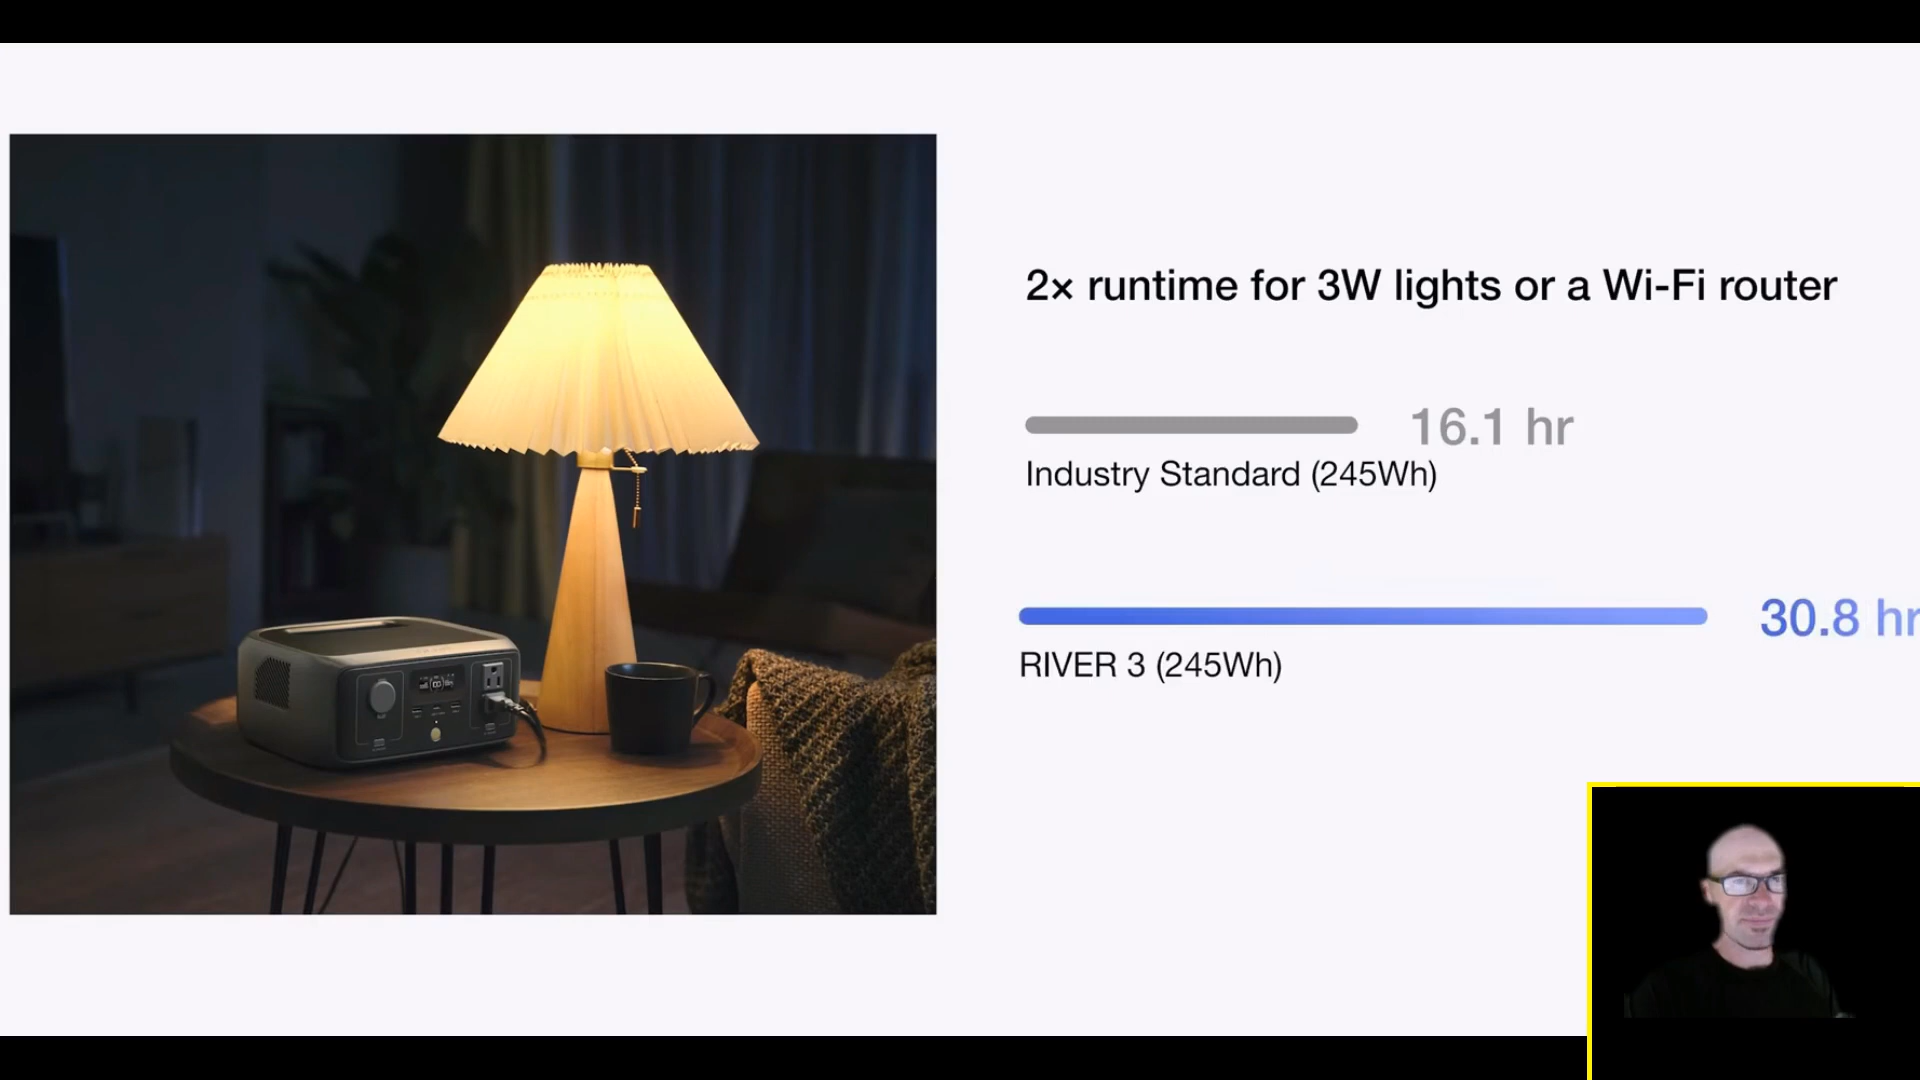 2× runtime for 3W lights or a Wi-Fi router
16.1 hr
Industry Standard (245Wh)
30.8 hr
RIVER 3 (245Wh)